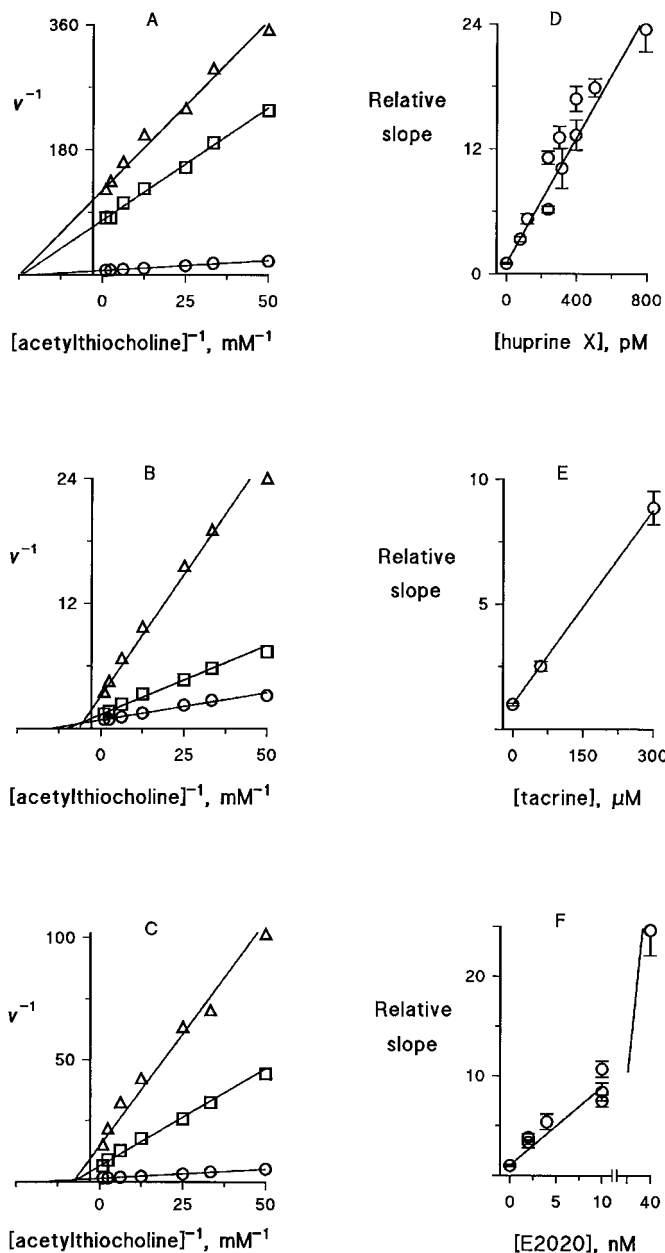 A
360
v⁻¹
180
0 25 50
[acetylthiocholine]⁻¹, mM⁻¹
D
24
Relative
slope
12
0
0 400 800
[huprine X], pM
B
24
v⁻¹
12
0 25 50
[acetylthiocholine]⁻¹, mM⁻¹
E
10
Relative
slope
5
0
0 150 300
[tacrine], µM
C
100
v⁻¹
50
0 25 50
[acetylthiocholine]⁻¹, mM⁻¹
F
20
Relative
slope
10
0
0 5 10 40
[E2020], nM